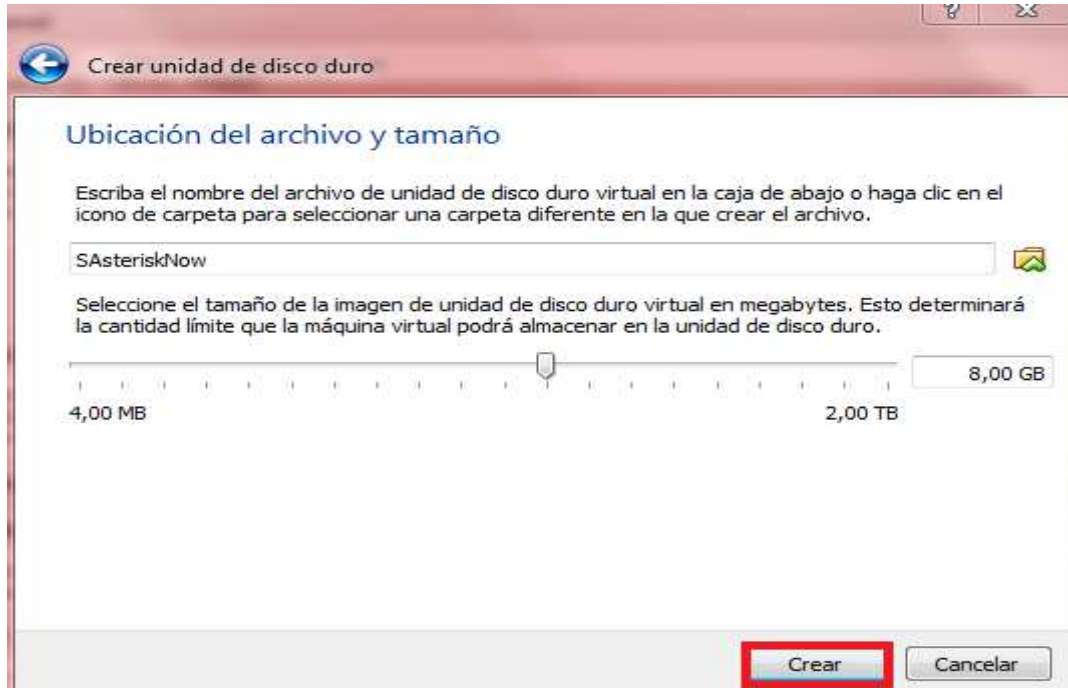 Crear unidad de disco duro
Ubicación del archivo y tamaño
Escriba el nombre del archivo de unidad de disco duro virtual en la caja de abajo o haga clic en el
icono de carpeta para seleccionar una carpeta diferente en la que crear el archivo.
SAsteriskNow
Seleccione el tamaño de la imagen de unidad de disco duro virtual en megabytes. Esto determinará
la cantidad límite que la máquina virtual podrá almacenar en la unidad de disco duro.
8,00 GB
4,00 MB 2,00 TB
Crear Cancelar